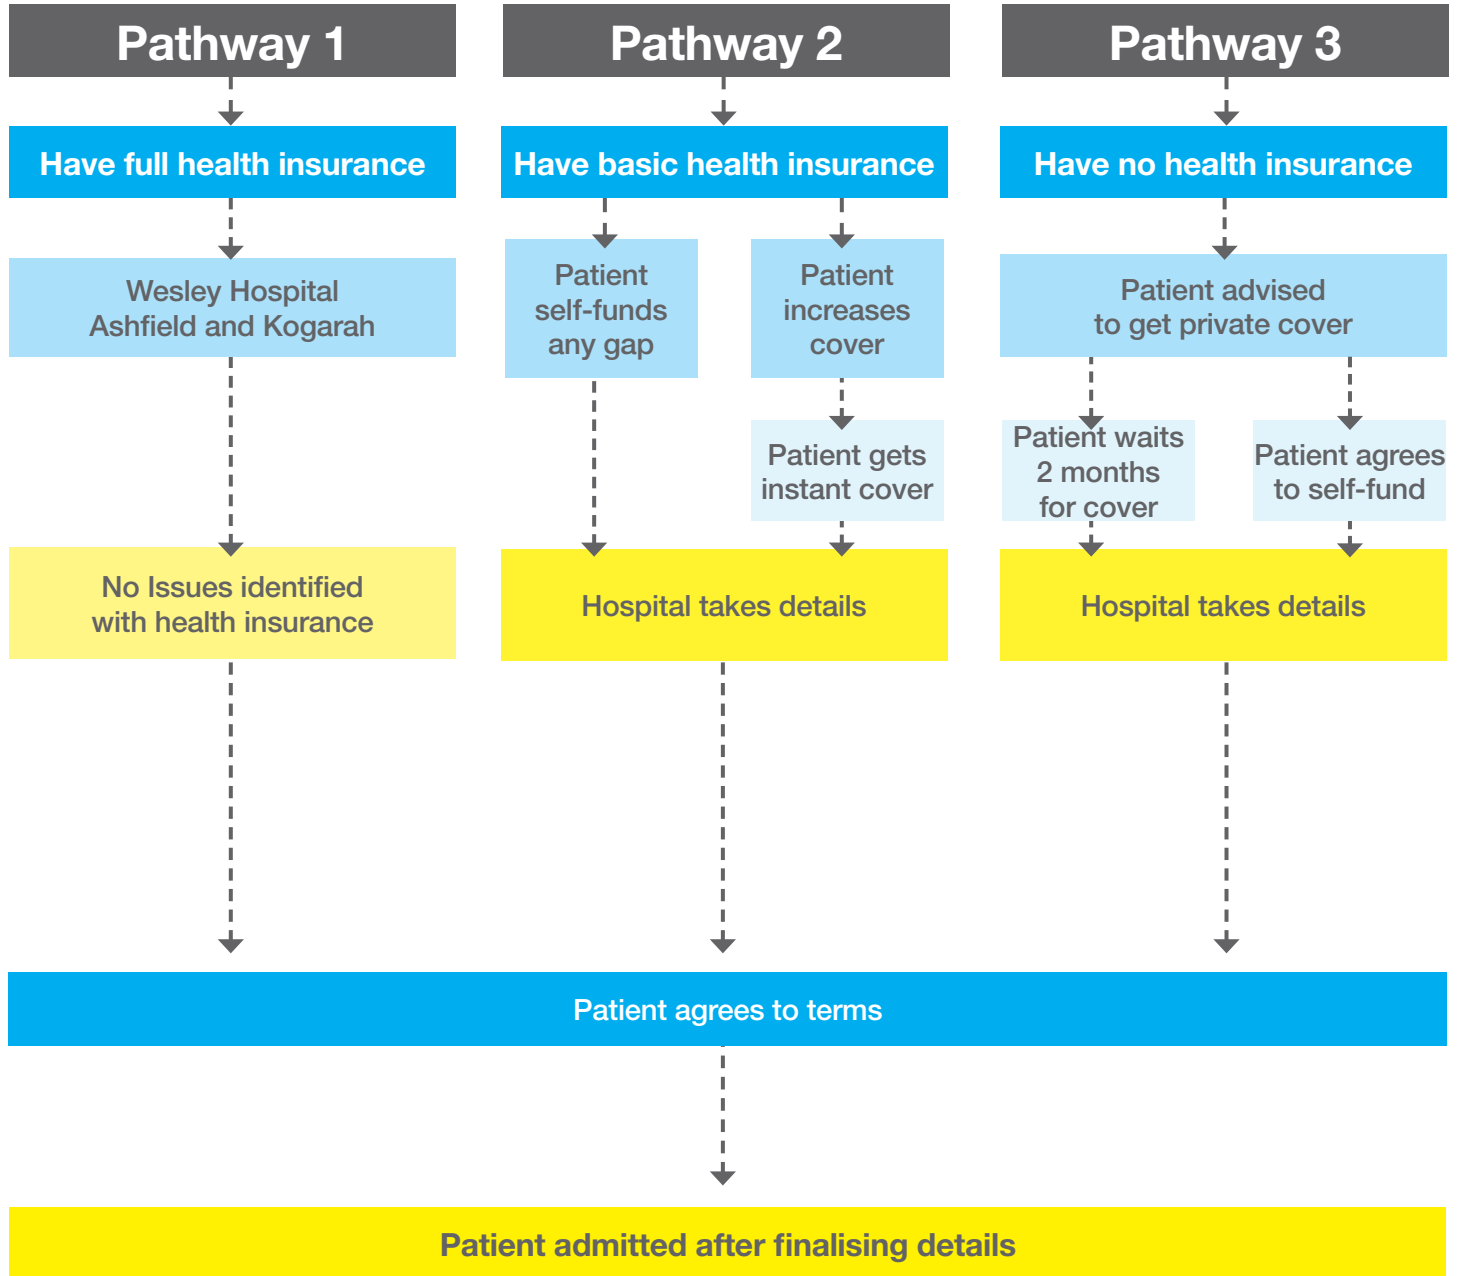 Pathway 1
Have full health insurance
Wesley Hospital
Ashfield and Kogarah
No Issues identified
with health insurance
Pathway 2
Have basic health insurance
Patient
self-funds
any gap
Patient
increases
cover
Patient gets
instant cover
Hospital takes details
Pathway 3
Have no health insurance
Patient advised
to get private cover
Patient waits
2 months
for cover
Patient agrees
to self-fund
Hospital takes details
Patient agrees to terms
Patient admitted after finalising details